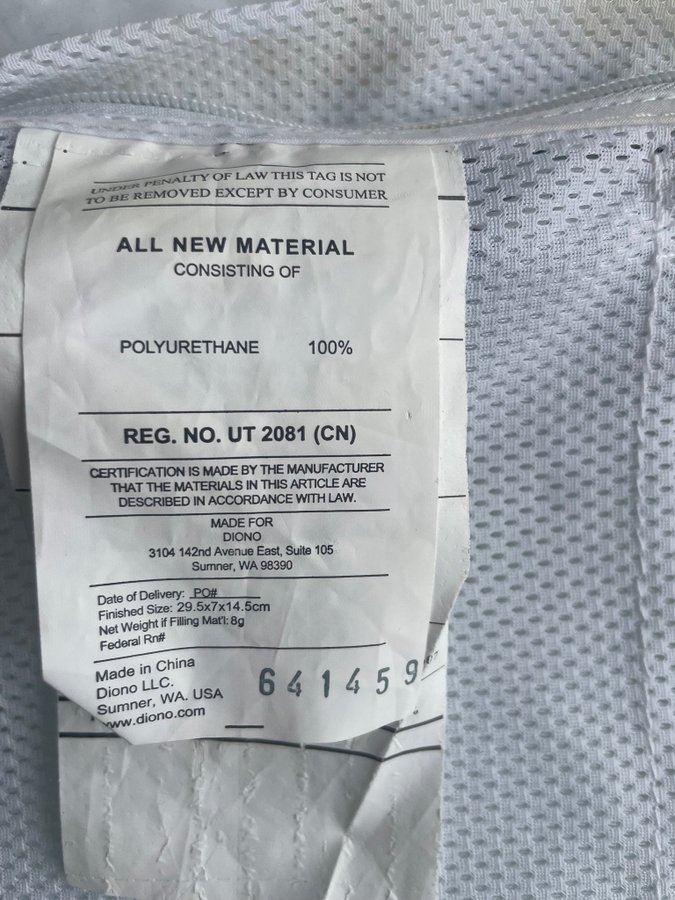 UNDER PENALTY OF LAW THIS TAG IS NOT
TO BE REMOVED EXCEPT BY CONSUMER
ALL NEW MATERIAL
CONSISTING OF
POLYURETHANE 100%
REG. NO. UT 2081 (CN)
CERTIFICATION IS MADE BY THE MANUFACTURER
THAT THE MATERIALS IN THIS ARTICLE ARE
DESCRIBED IN ACCORDANCE WITH LAW.
MADE FOR
DIONO
3104 142nd Avenue East, Suite 105
Sumner, WA 98390
Date of Delivery: PO#
Finished Size: 29.5x7x14.5cm
Net Weight if Filling Mat'l: 8g
Federal Rn#
Made in China
Diono LLC.
Sumner, WA. USA
www.diono.com
641459